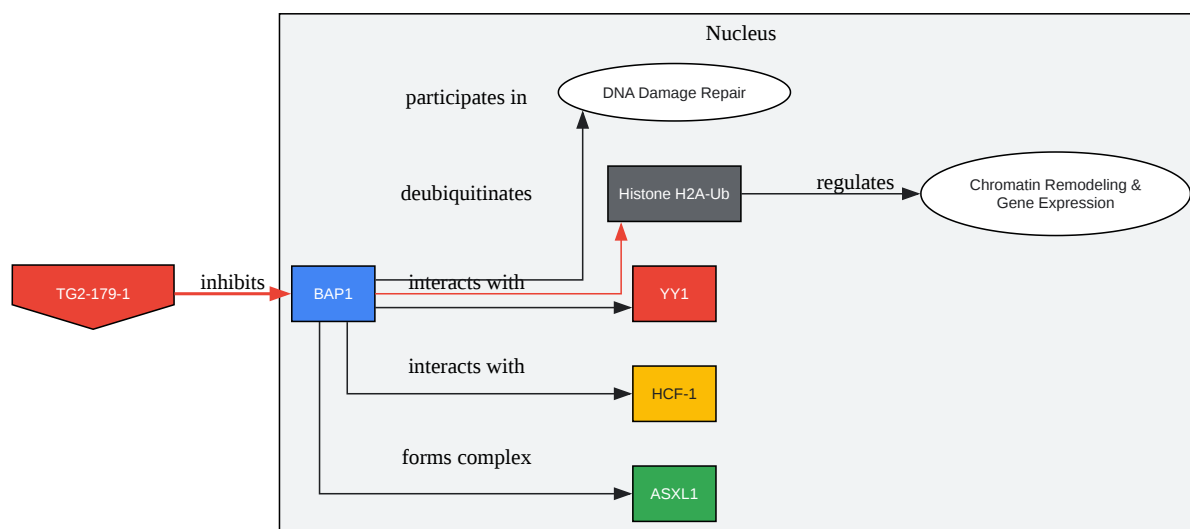 Nucleus
participates in
DNA Damage Repair
deubiquitinates
Histone H2A-Ub
regulates
Chromatin Remodeling &
Gene Expression
TG2-179-1
inhibits
BAP1
interacts with
YY1
interacts with
HCF-1
forms complex
ASXL1